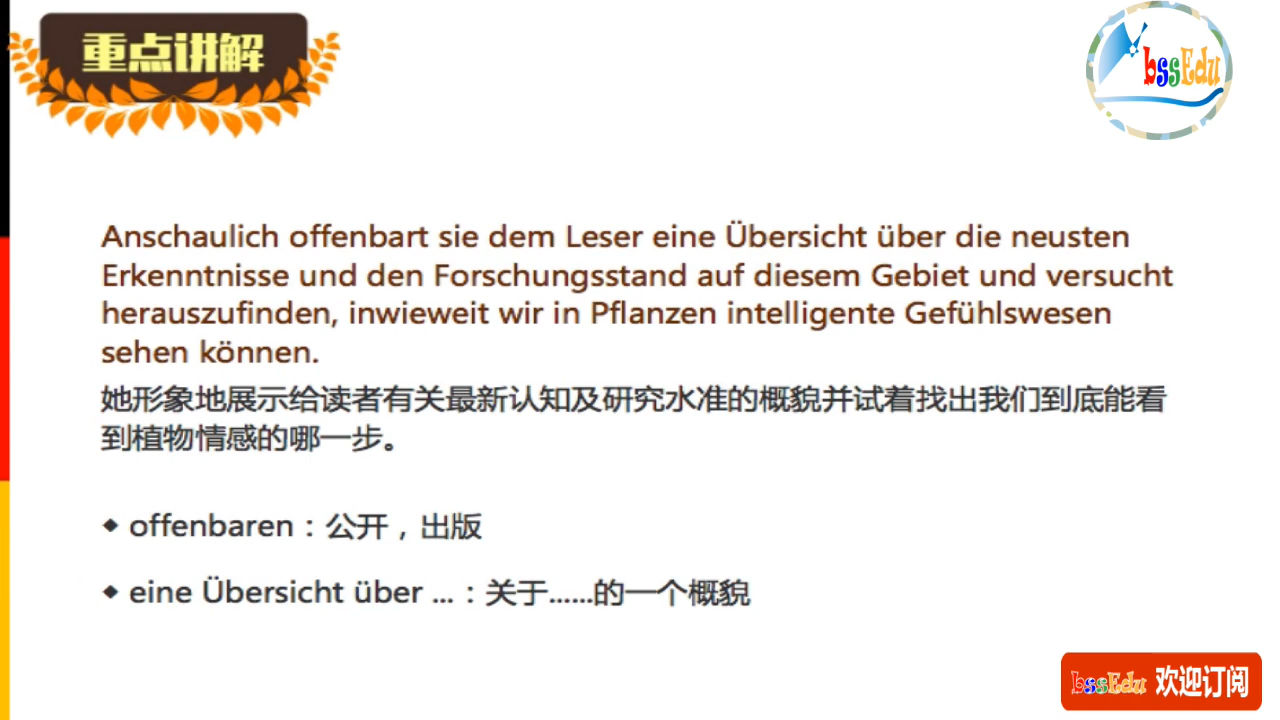 重点讲解
bssEdu
Anschaulich offenbart sie dem Leser eine Übersicht über die neusten
Erkenntnisse und den Forschungsstand auf diesem Gebiet und versucht
herauszufinden, inwieweit wir in Pflanzen intelligente Gefühlswesen
sehen können.
她形象地展示给读者有关最新认知及研究水准的概貌并试着找出我们到底能看
到植物情感的哪一步。
◆ offenbaren：公开，出版
◆ eine Übersicht über ...：关于......的一个概貌
bssEdu 欢迎订阅